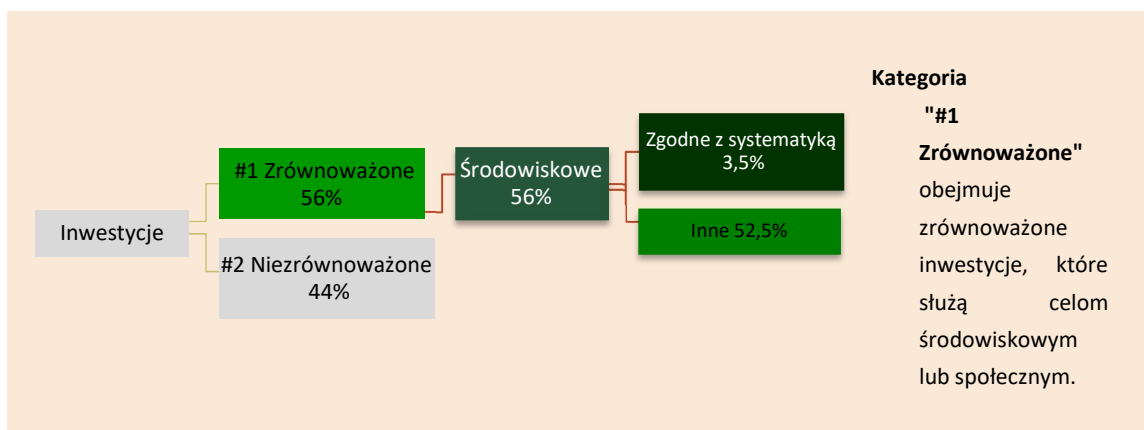 Inwestycje
#1 Zrównoważone
56%
#2 Niezrównoważone
44%
Środowiskowe
56%
Zgodne z systematyką
3,5%
Inne 52,5%
Kategoria
"#1
Zrównoważone"
obejmuje
zrównoważone
inwestycje, które
służą celom
środowiskowym
lub społecznym.